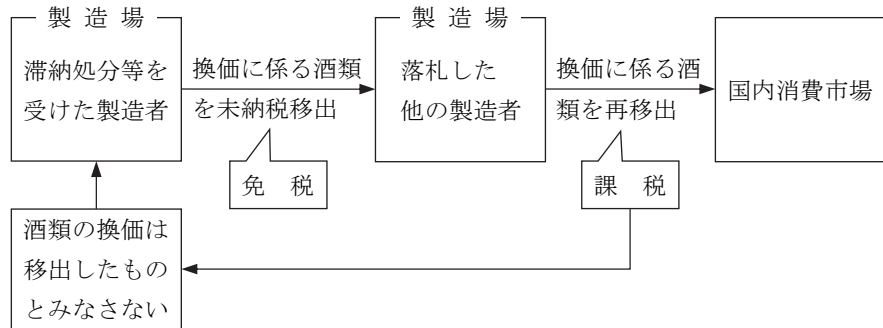 製造場
滞納処分等を
受けた製造者
換価に係る酒類
を未納税移出
免税
製造場
落札した
他の製造者
換価に係る酒
類を再移出
課税
国内消費市場
酒類の換価は
移出したもの
とみなさない